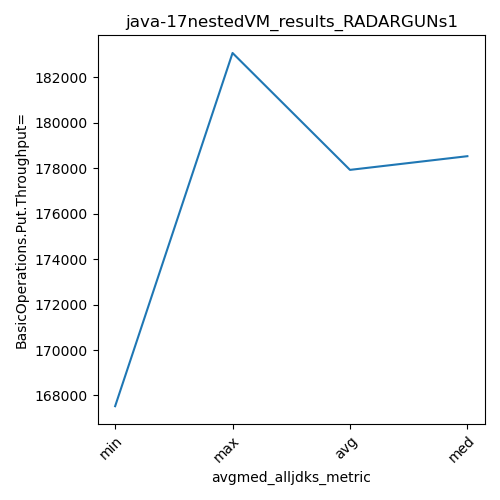 java-17nestedVM_results_RADARGUNs1
BasicOperations.Put.Throughput=
182000
180000
178000
176000
174000
172000
170000
168000
min
max
avg
med
avgmed_alljdks_metric